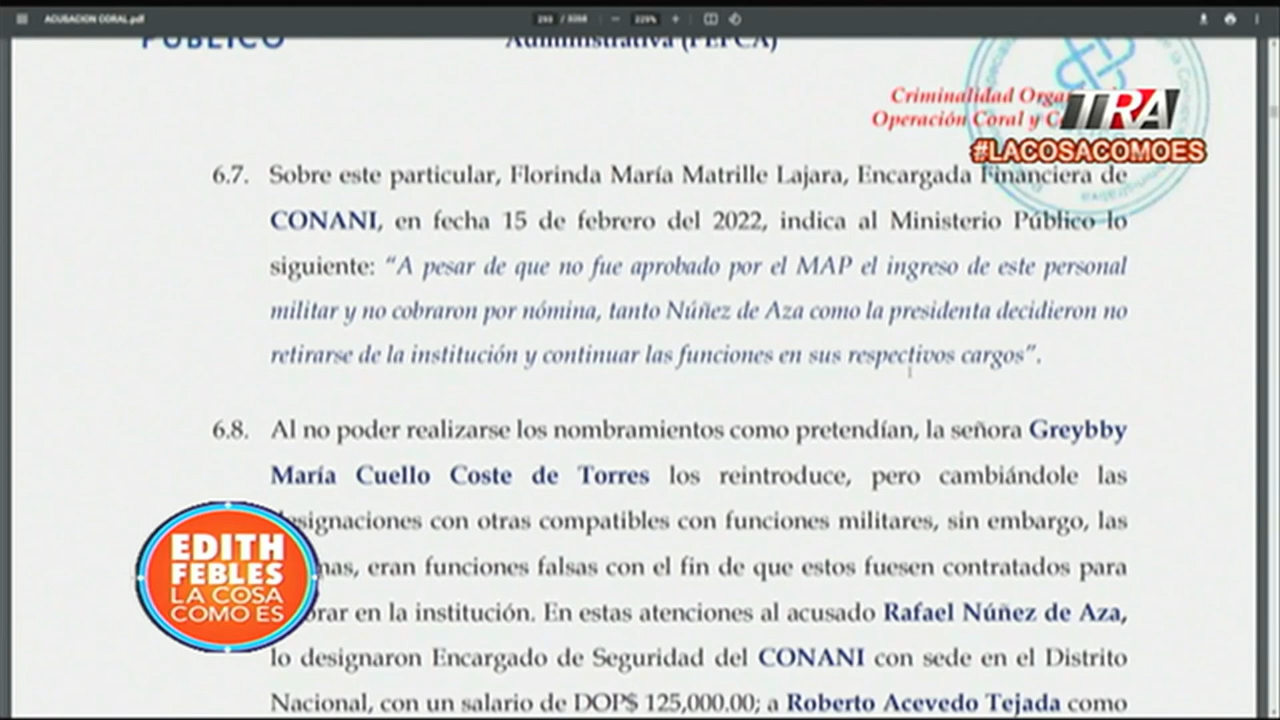 ACUSACION CORAL.pdf
229%
PÚBLICO
Administrativa (PEPCA)
Criminalidad Orga
Operación Coral y C
TRA
#LACOSACOMOES
6.7. Sobre este particular, Florinda María Matrille Lajara, Encargada Financiera de
CONANI, en fecha 15 de febrero del 2022, indica al Ministerio Público lo
siguiente: “A pesar de que no fue aprobado por el MAP el ingreso de este personal
militar y no cobraron por nómina, tanto Núñez de Aza como la presidenta decidieron no
retirarse de la institución y continuar las funciones en sus respectivos cargos”.
6.8. Al no poder realizarse los nombramientos como pretendían, la señora Greybby
María Cuello Coste de Torres los reintroduce, pero cambiándole las
designaciones con otras compatibles con funciones militares, sin embargo, las
mas, eran funciones falsas con el fin de que estos fuesen contratados para
brar en la institución. En estas atenciones al acusado Rafael Núñez de Aza,
lo designaron Encargado de Seguridad del CONANI con sede en el Distrito
Nacional, con un salario de DOP$ 125,000.00; a Roberto Acevedo Tejada como
EDITH
FEBLES
LA COSA
COMO ES